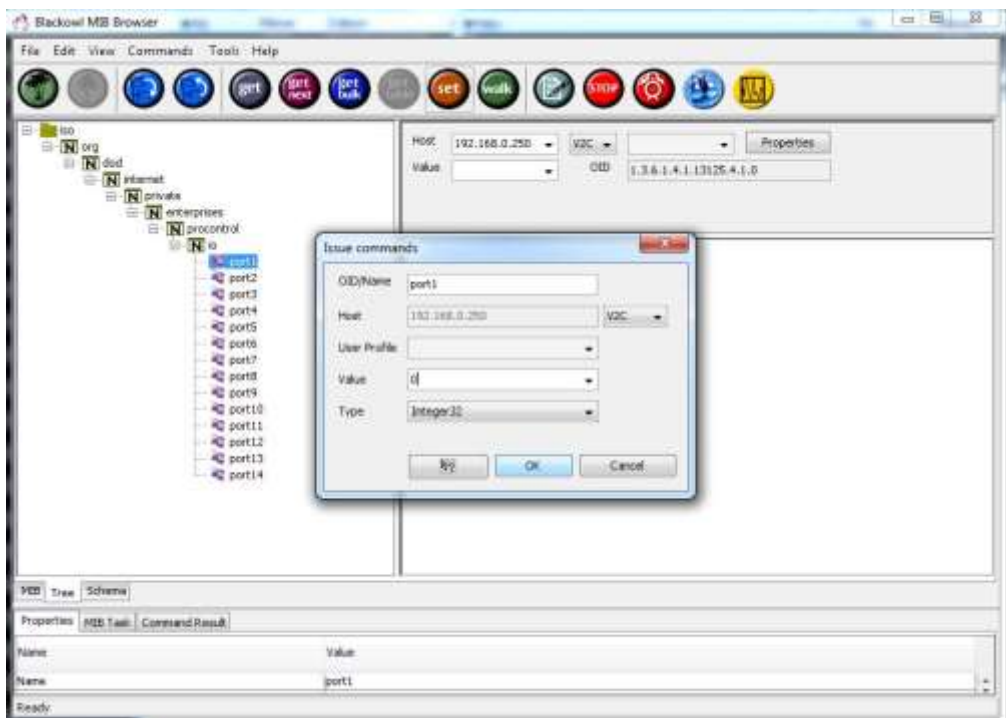 Blackowl MIB Browser
File Edit View Commands Tools Help
get get next get bulk set walk STOP
Host 192.168.0.250 V2C Properties
Value OID 1.3.6.1.4.1.13125.4.1.0
iso
org
dod
internet
private
enterprises
procontrol
io
port1
port2
port3
port4
port5
port6
port7
port8
port9
port10
port11
port12
port13
port14
Issue commands
OID/Name port1
Host 192.168.0.250 V2C
User Profile
Value 0
Type Integer32
OK Cancel
MIB Tree Schema
Properties MIB Task Command Result
Name Value
Name port1
Ready